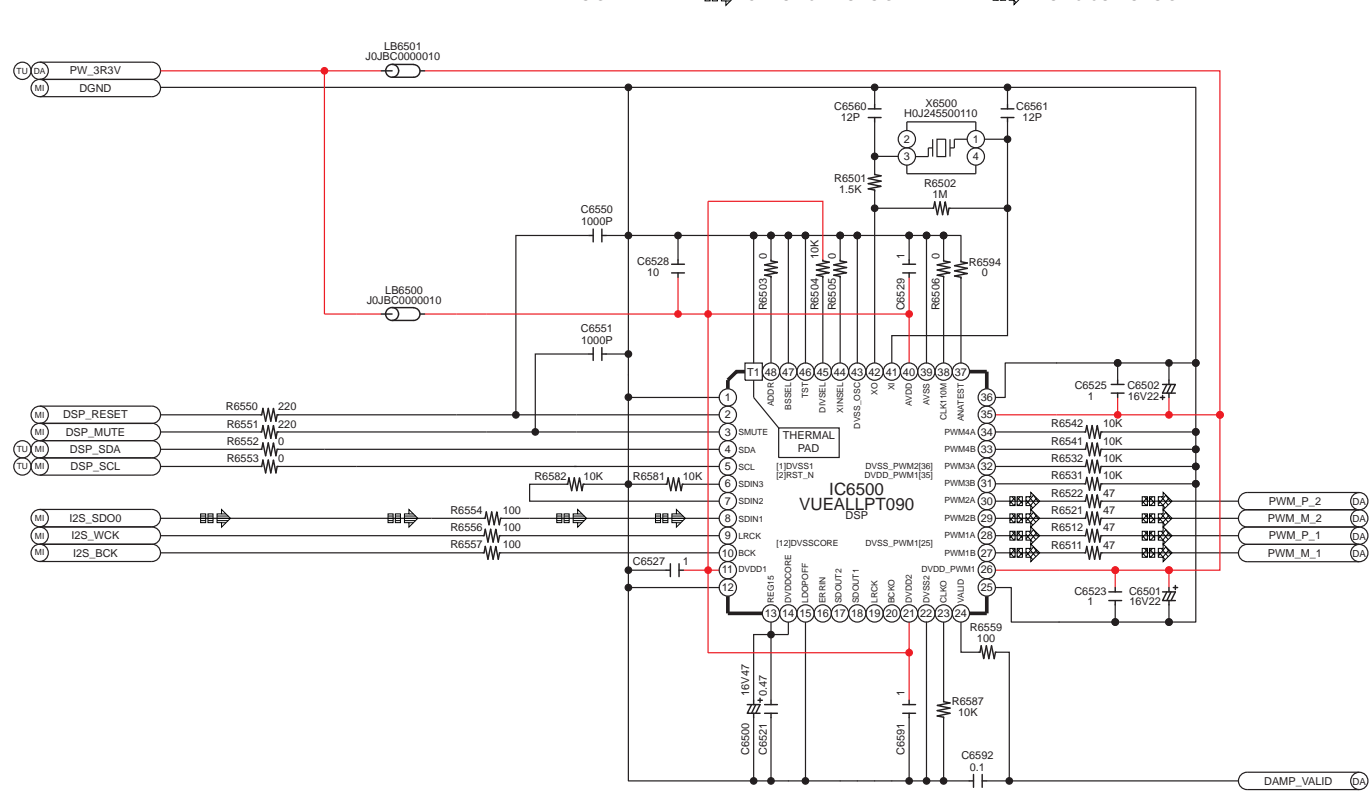 LB6501
J0JBC0000010
TU DA PW_3R3V
MI DGND
C6560
12P
X6500
H0J245500110
C6561
12P
2 1
3 4
R6501
1.5K
R6502
1M
C6550
1000P
C6528
10
R6503 0
R6504 10K
R6505 0
C6529 1
R6506 0
R6594
0
LB6500
J0JBC0000010
C6551
1000P
T1 48 47 46 45 44 43 42 41 40 39 38 37
ADDR
BSSEL
TST
DIVSEL
XINSEL
DVSS_OSC
XO
XI
AVDD
AVSS
CLK110M
ANATEST
C6525
1
C6502
16V22+
MI DSP_RESET R6550 220
MI DSP_MUTE R6551 220
TU MI DSP_SDA R6552 0
TU MI DSP_SCL R6553 0
1
2
3 SMUTE
4 SDA
5 SCL
6 SDIN3
7 SDIN2
8 SDIN1
9 LRCK
10 BCK
11 DVDD1
12
THERMAL
PAD
[1]DVSS1
[2]RST_N
DVSS_PWM2[36]
DVDD_PWM1[35]
IC6500
VUEALLPT090
DSP
[12]DVSSCORE
DVSS_PWM1[25]
36
35
PWM4A 34 R6542 10K
PWM4B 33 R6541 10K
PWM3A 32 R6532 10K
PWM3B 31 R6531 10K
PWM2A 30 R6522 47 PWM_P_2 DA
PWM2B 29 R6521 47 PWM_M_2 DA
PWM1A 28 R6512 47 PWM_P_1 DA
PWM1B 27 R6511 47 PWM_M_1 DA
DVDD_PWM1 26
25
R6582 10K
R6581 10K
MI I2S_SDO0 R6554 100
MI I2S_WCK R6556 100
MI I2S_BCK R6557 100
C6527 1
C6523
1
C6501
16V22
+
REG15
DVDDCORE
LDOPOFF
ERRIN
SDOUT2
SDOUT1
LRCK
BCKO
DVDD2
DVSS2
CLKO
VALID
13 14 15 16 17 18 19 20 21 22 23 24
R6559
100
C6500 16V47
+
C6521 0.47
C6591 1
R6587
10K
C6592
0.1
DAMP_VALID DA